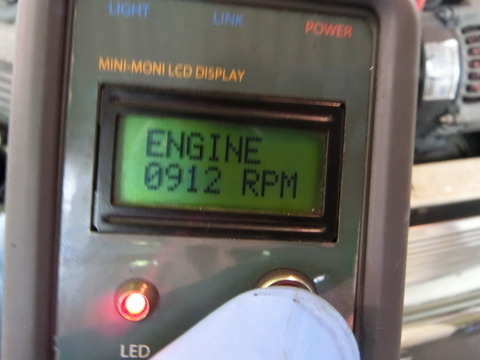 LIGHT LINK POWER
MINI-MONI LCD DISPLAY
ENGINE
0912 RPM
LED